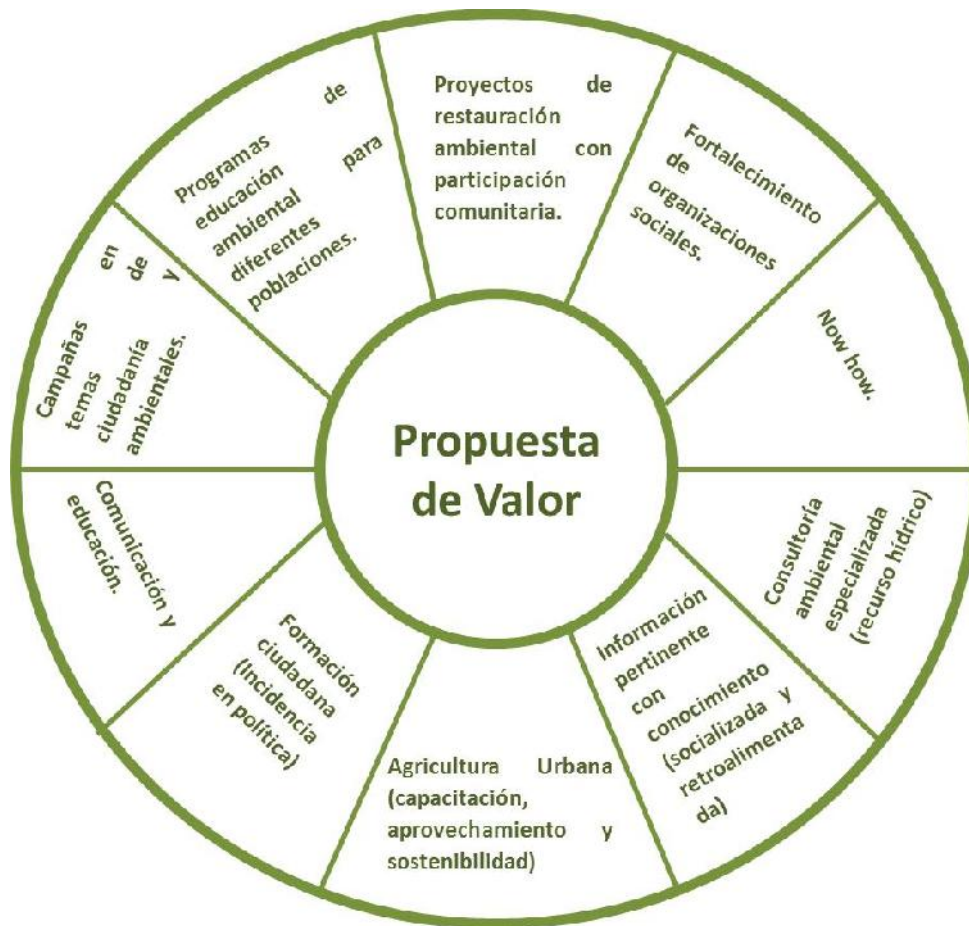 Proyectos de
restauración
ambiental con
participación
comunitaria.
Fortalecimiento
de
organizaciones
sociales.
Now how.
Consultoría
ambiental
especializada
(recurso hídrico)
Información
pertinente
con
conocimiento
(socializada y
retroalimenta
da)
Agricultura Urbana
(capacitación,
aprovechamiento y
sostenibilidad)
Formación
ciudadana
(Incidencia
en política)
Comunicación y
educación.
Campañas en
temas de
ciudadanía y
ambientales.
Programas de
educación
ambiental para
diferentes
poblaciones.
Propuesta
de Valor